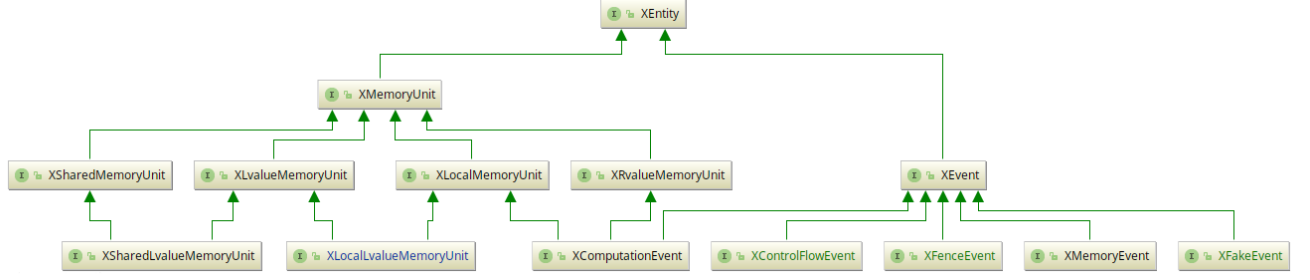 I XEntity
I XMemoryUnit
I XSharedMemoryUnit I XLvalueMemoryUnit I XLocalMemoryUnit I XRvalueMemoryUnit I XEvent
I XSharedLvalueMemoryUnit I XLocalLvalueMemoryUnit I XComputationEvent I XControlFlowEvent I XFenceEvent I XMemoryEvent I XFakeEvent